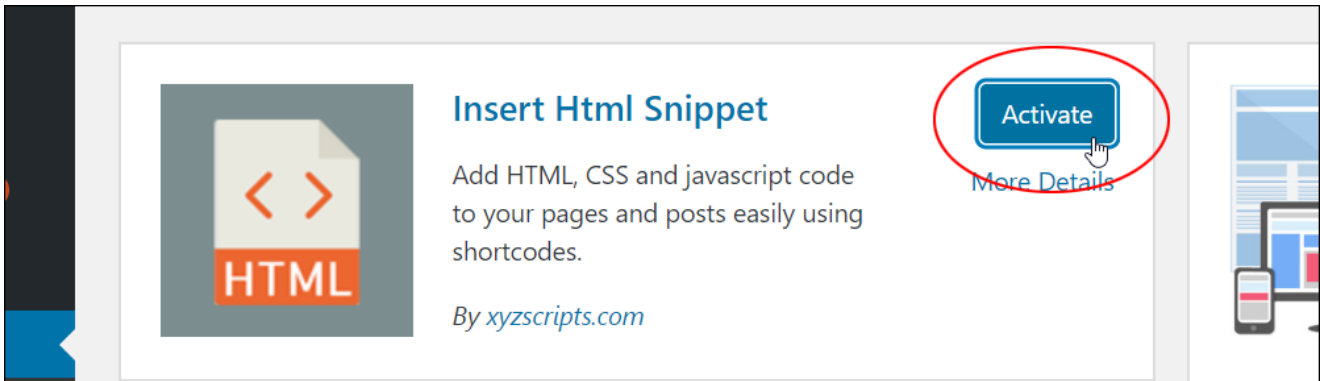 Insert Html Snippet
Activate
More Details
Add HTML, CSS and javascript code
to your pages and posts easily using
shortcodes.
By xyzscripts.com
HTML